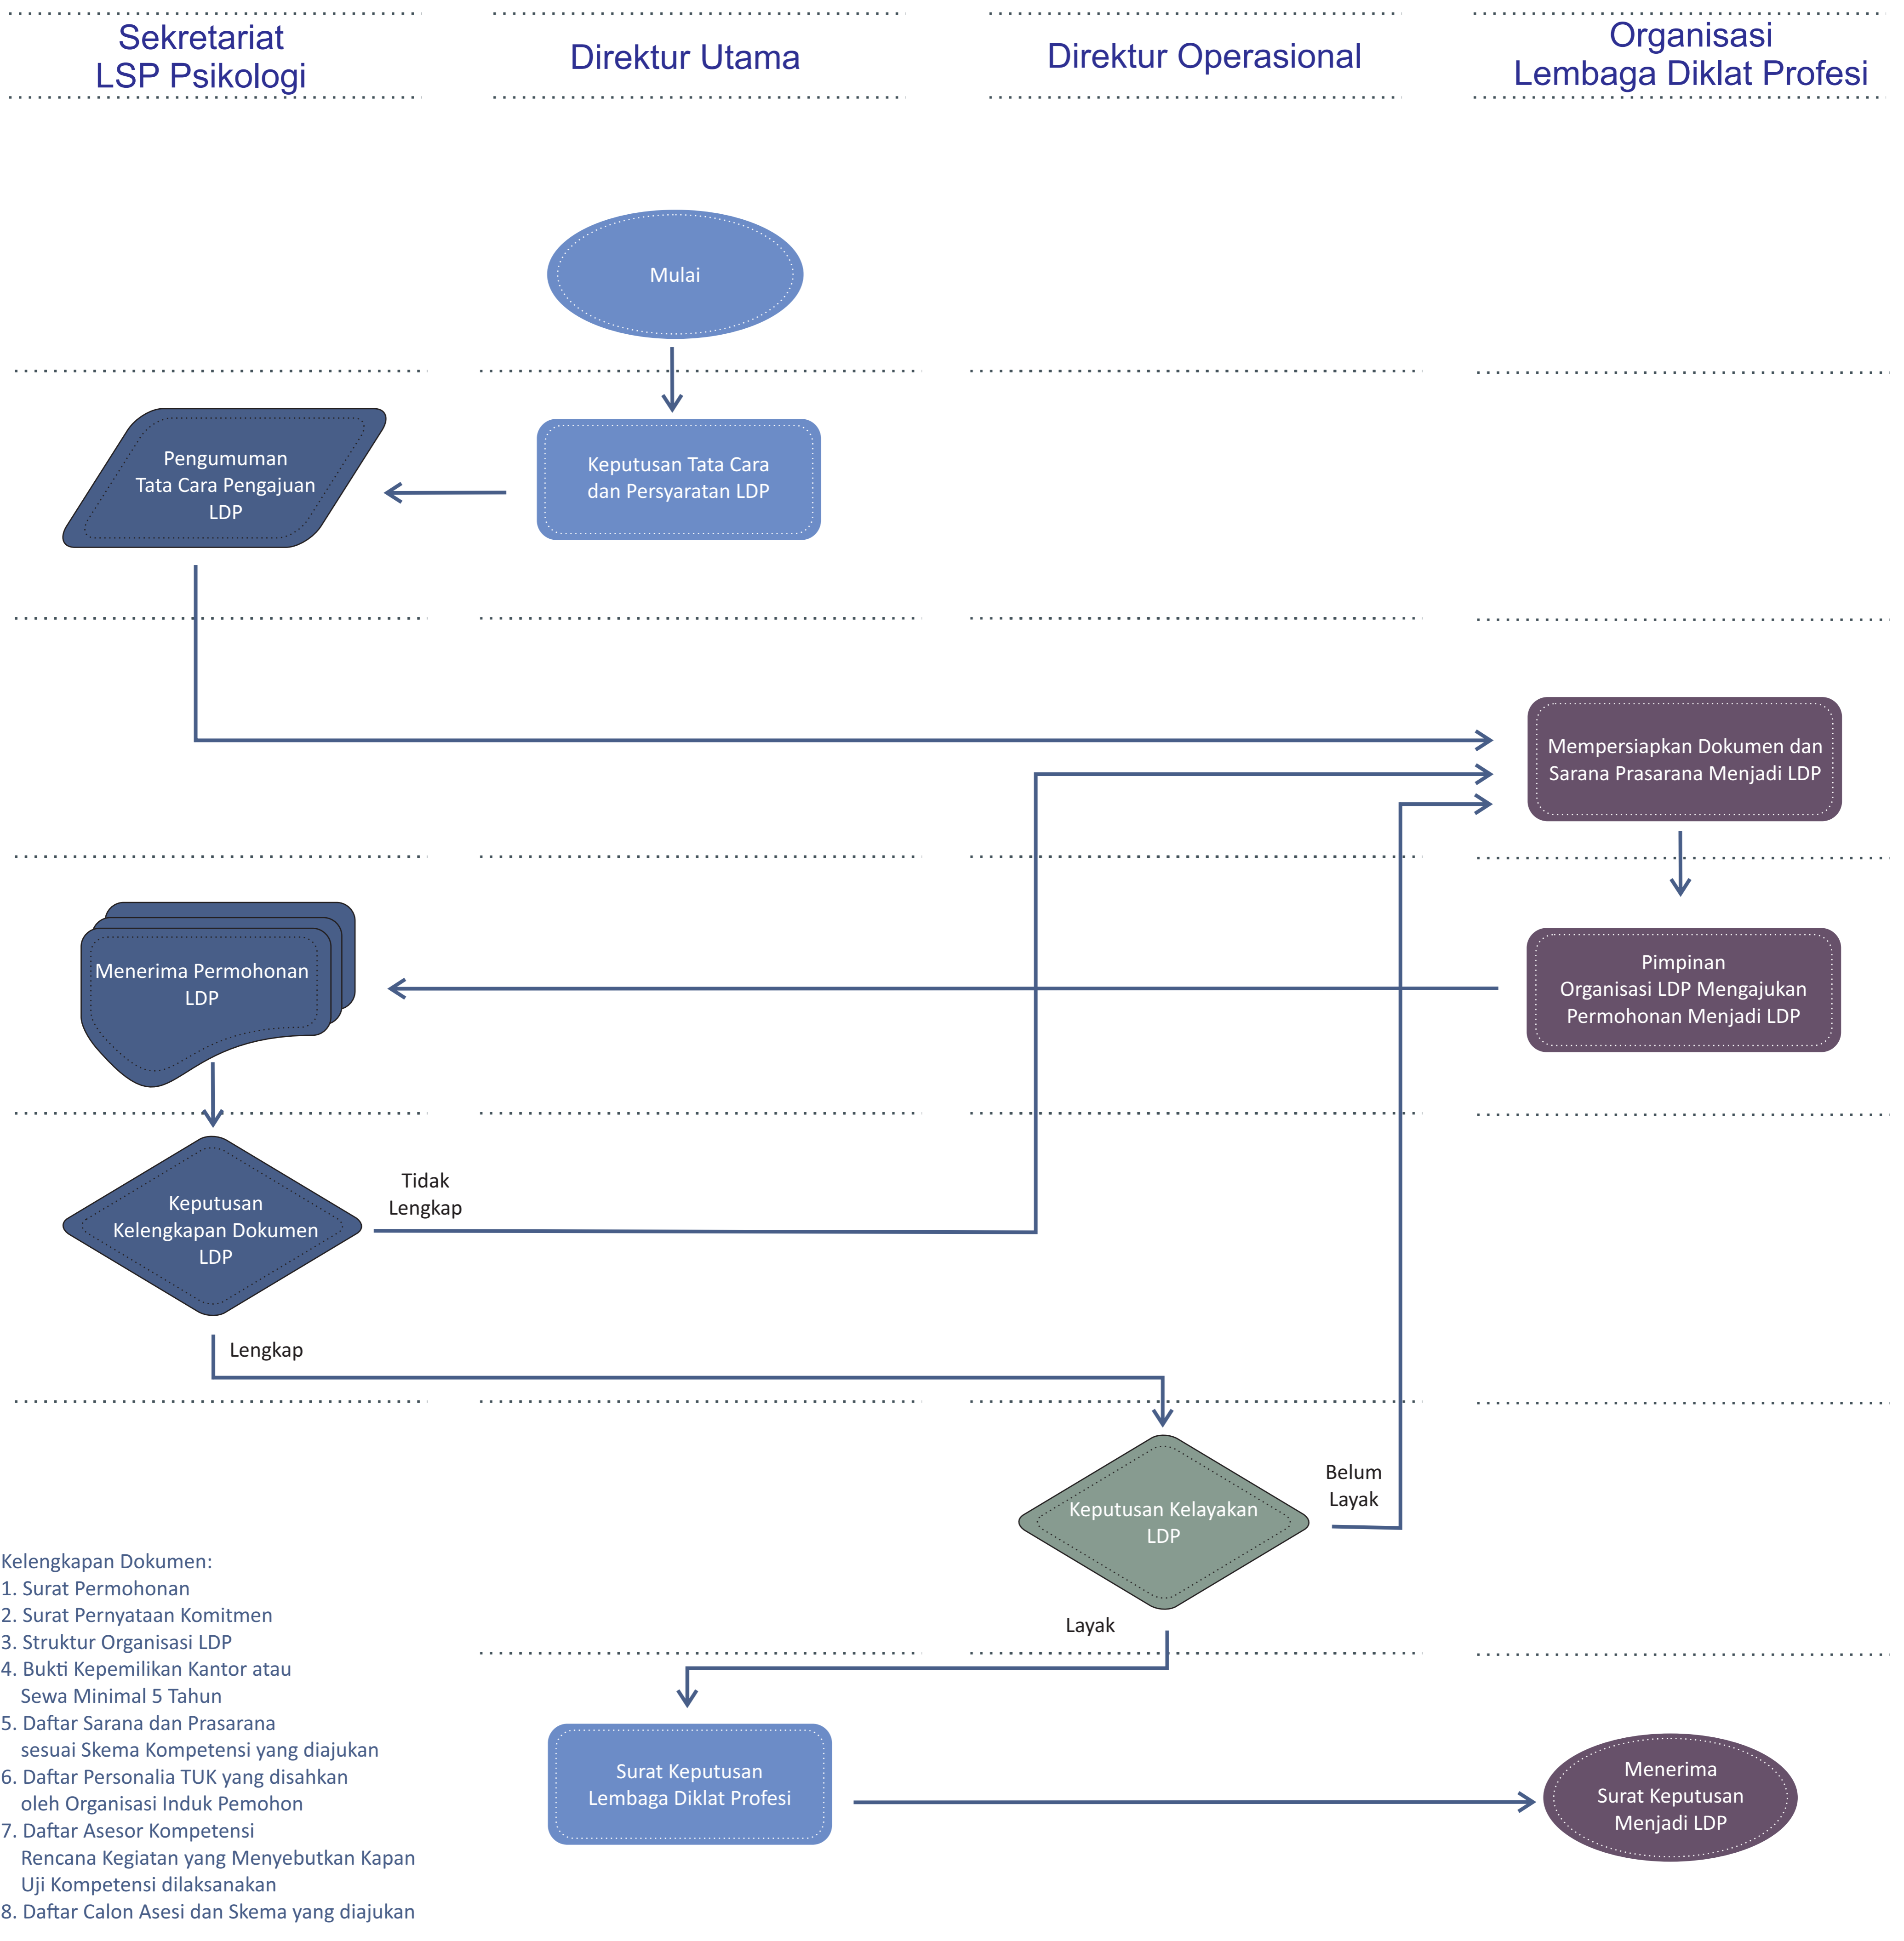 Sekretariat
LSP Psikologi
Direktur Utama
Direktur Operasional
Organisasi
Lembaga Diklat Profesi
Mulai
Pengumuman
Tata Cara Pengajuan
LDP
Keputusan Tata Cara
dan Persyaratan LDP
Mempersiapkan Dokumen dan
Sarana Prasarana Menjadi LDP
Menerima Permohonan
LDP
Pimpinan
Organisasi LDP Mengajukan
Permohonan Menjadi LDP
Keputusan
Kelengkapan Dokumen
LDP
Tidak
Lengkap
Lengkap
Keputusan Kelayakan
LDP
Belum
Layak
Layak
Kelengkapan Dokumen:
1. Surat Permohonan
2. Surat Pernyataan Komitmen
3. Struktur Organisasi LDP
4. Bukti Kepemilikan Kantor atau
Sewa Minimal 5 Tahun
5. Daftar Sarana dan Prasarana
sesuai Skema Kompetensi yang diajukan
6. Daftar Personalia TUK yang disahkan
oleh Organisasi Induk Pemohon
7. Daftar Asesor Kompetensi
Rencana Kegiatan yang Menyebutkan Kapan
Uji Kompetensi dilaksanakan
8. Daftar Calon Asesi dan Skema yang diajukan
Surat Keputusan
Lembaga Diklat Profesi
Menerima
Surat Keputusan
Menjadi LDP